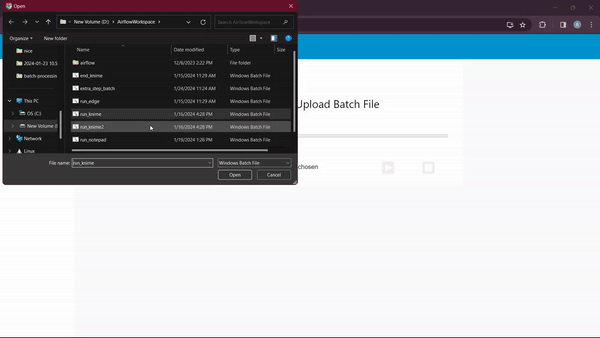 Open
New Volume (D:) > AirflowWorkspace >
Search AirflowWorkspace
Organize
New folder
Name
Date modified
Type
Size
nice
2024-01-23 10.5
batch-processin
This PC
OS (C:)
New Volume (
Network
Linux
airflow 12/6/2023 2:22 PM File folder
end_knime 1/15/2024 11:29 AM Windows Batch File
extra_step_batch 1/24/2024 11:24 AM Windows Batch File
run_edge 1/15/2024 11:29 AM Windows Batch File
run_knime 1/16/2024 4:28 PM Windows Batch File
run_knime2 1/16/2024 4:28 PM Windows Batch File
run_notepad 1/19/2024 1:26 PM Windows Batch File
File name: run_knime
Windows Batch File
Open
Cancel
Upload Batch File
chosen